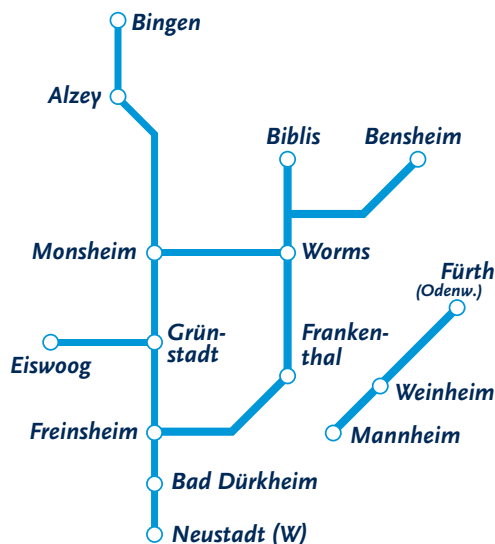 Bingen
Alzey
Biblis
Bensheim
Monsheim
Worms
Fürth
(Odenw.)
Grün-
stadt
Franken-
thal
Eiswoog
Weinheim
Freinsheim
Mannheim
Bad Dürkheim
Neustadt (W)